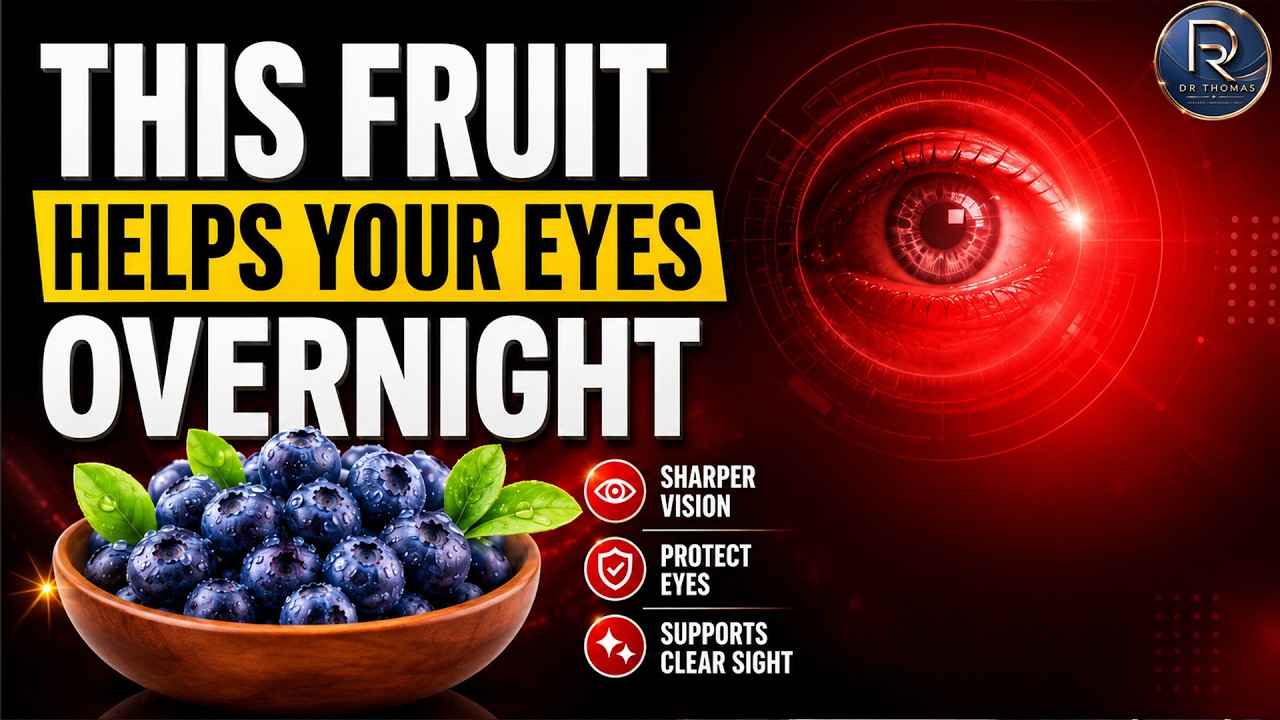 THIS FRUIT
HELPS YOUR EYES
OVERNIGHT
SHARPER
VISION
PROTECT
EYES
SUPPORTS
CLEAR SIGHT
DR THOMAS